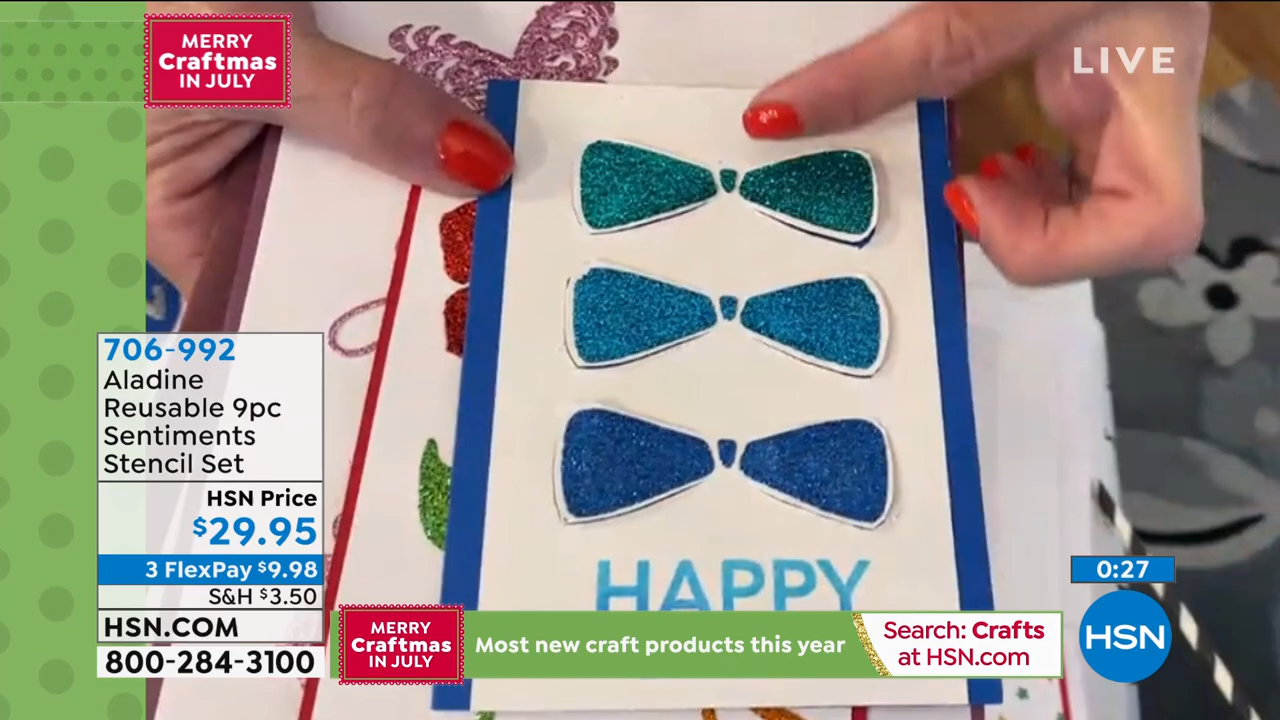 MERRY
Craftmas
IN JULY
LIVE
706-992
Aladine
Reusable 9pc
Sentiments
Stencil Set
HSN Price
$29.95
3 FlexPay $9.98
S&H $3.50
HSN.COM
800-284-3100
HAPPY
MERRY
Craftmas
IN JULY
Most new craft products this year
Search: Crafts
at HSN.com
0:27
HSN